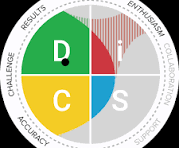 RESULTS
ENTHUSIASM
D i
CHALLENGE
COLLABORATION
C S
ACCURACY
SUPPORT